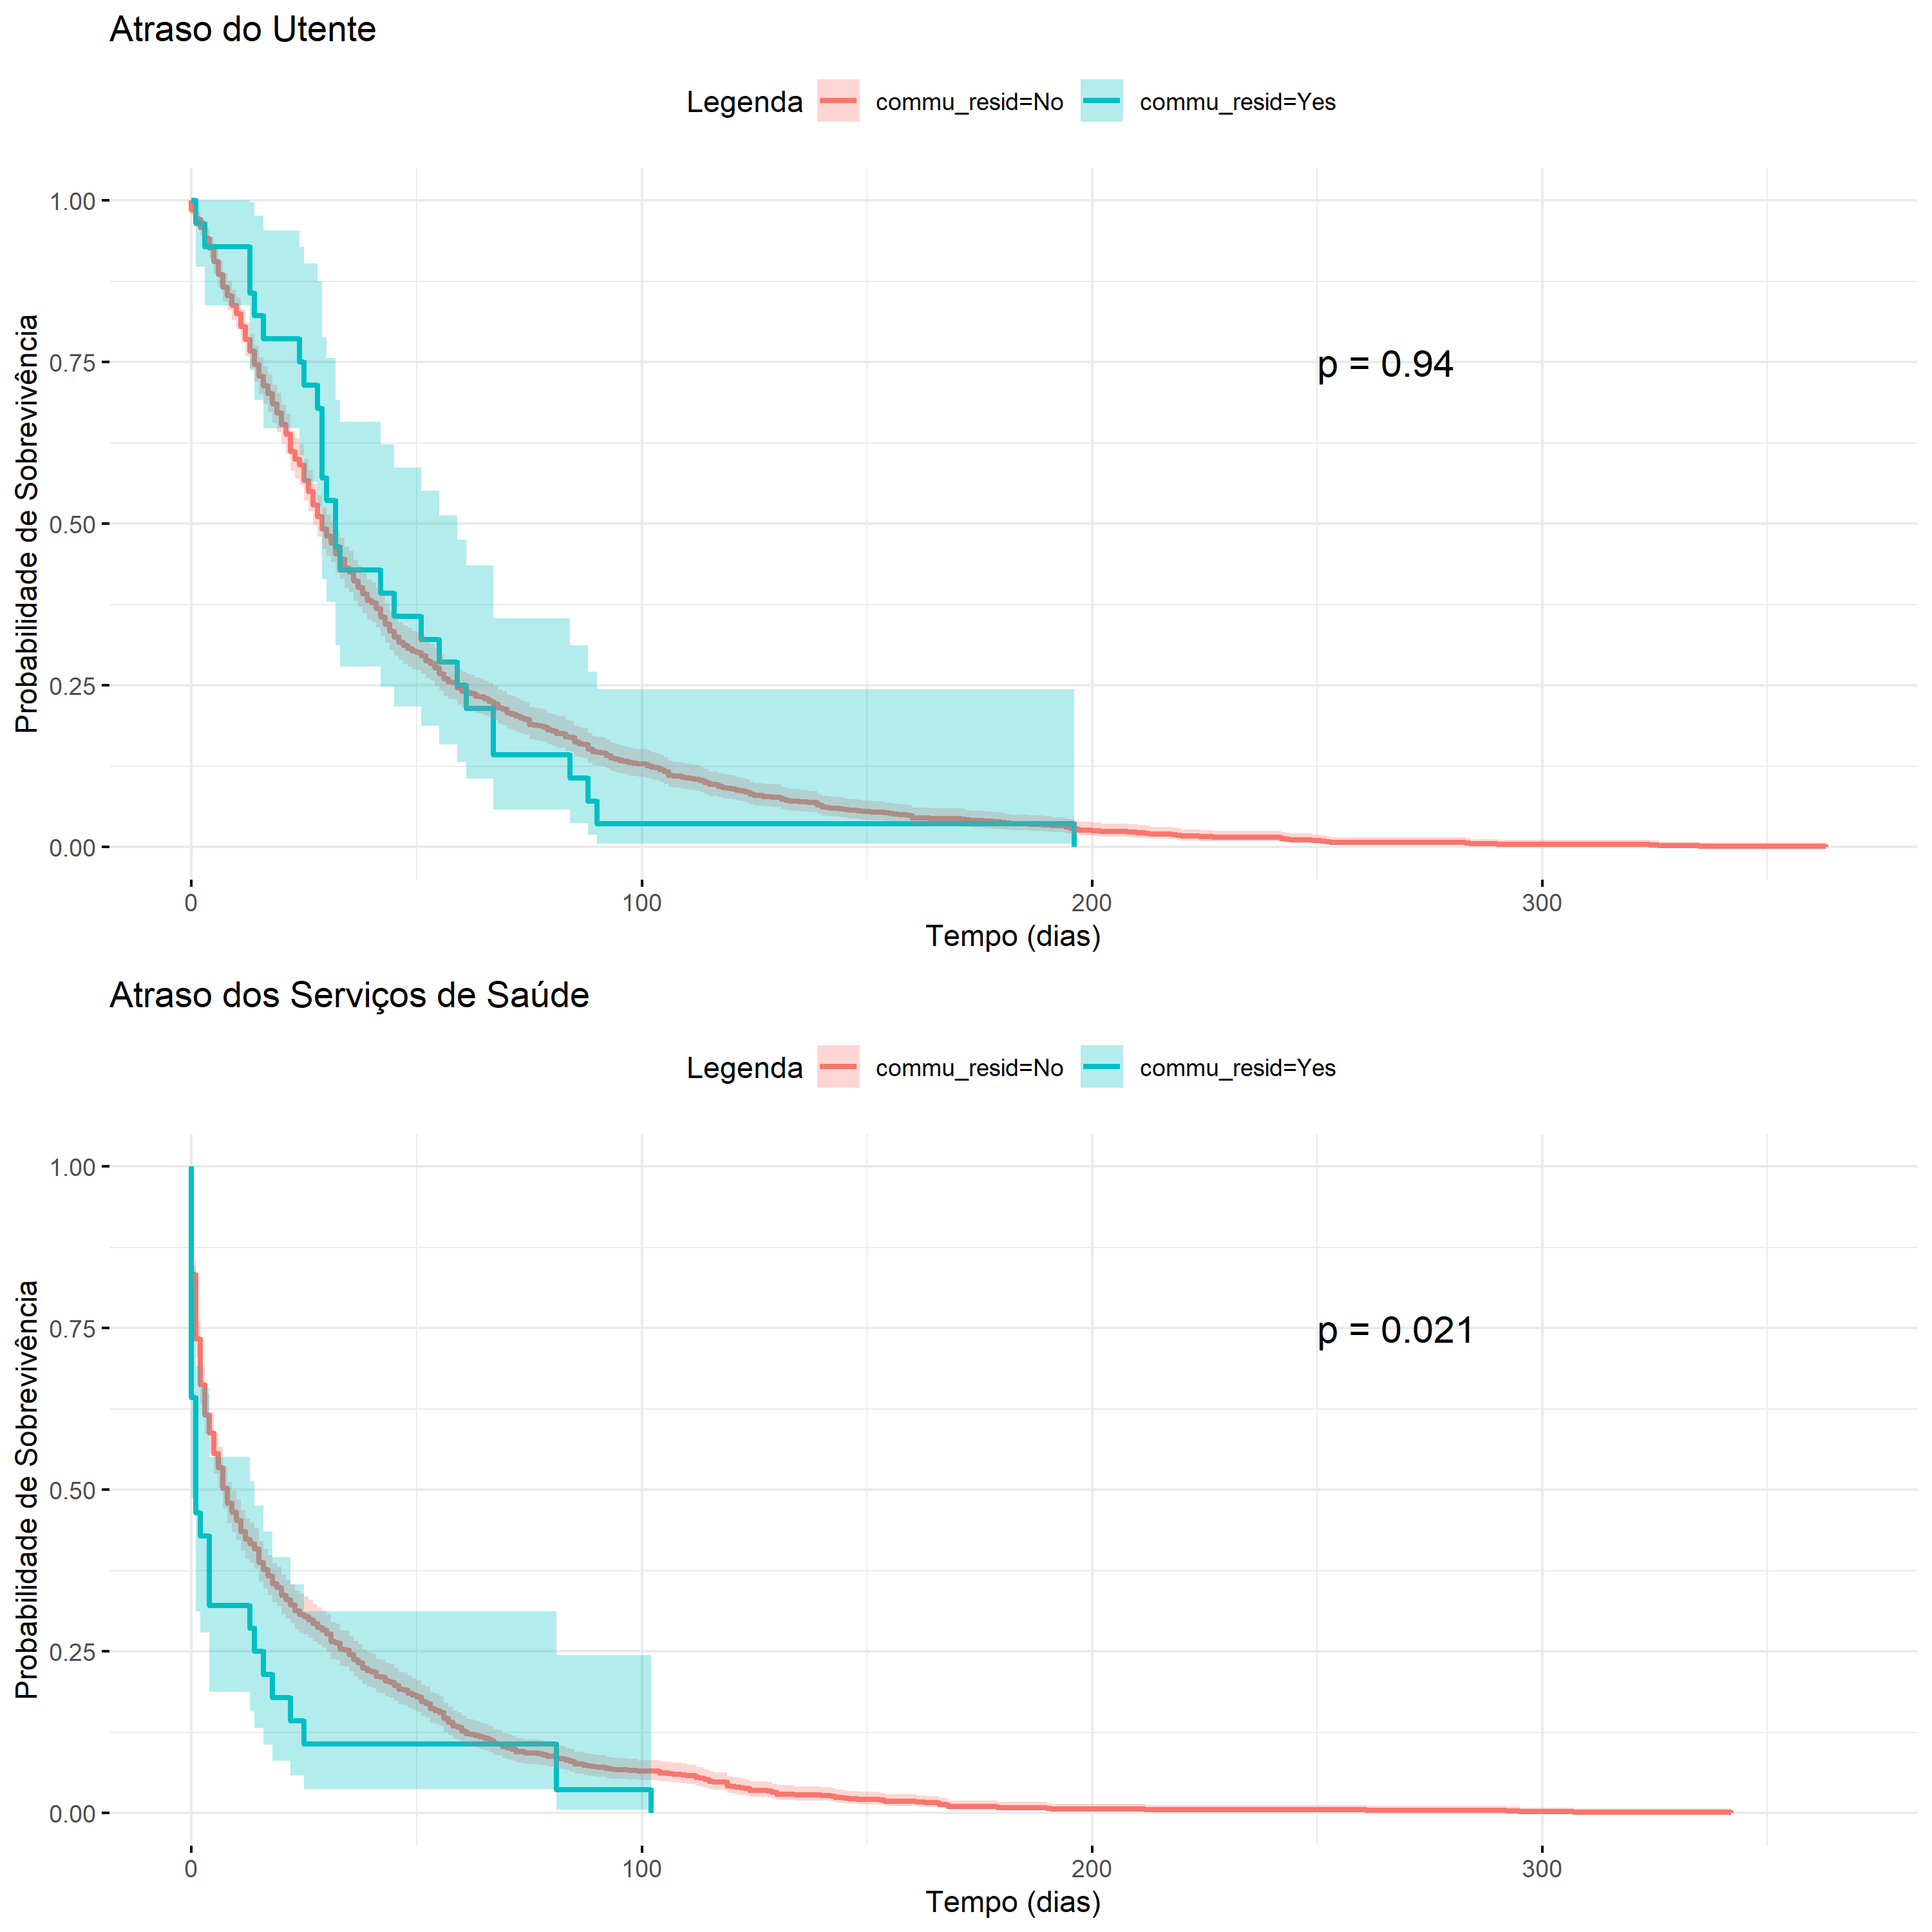 Atraso do Utente
Legenda commu_resid=No commu_resid=Yes
1.00
0.75
0.50
0.25
0.00
Probabilidade de Sobrevivência
p = 0.94
0 100 200 300
Tempo (dias)
Atraso dos Serviços de Saúde
Legenda commu_resid=No commu_resid=Yes
1.00
0.75
0.50
0.25
0.00
Probabilidade de Sobrevivência
p = 0.021
0 100 200 300
Tempo (dias)